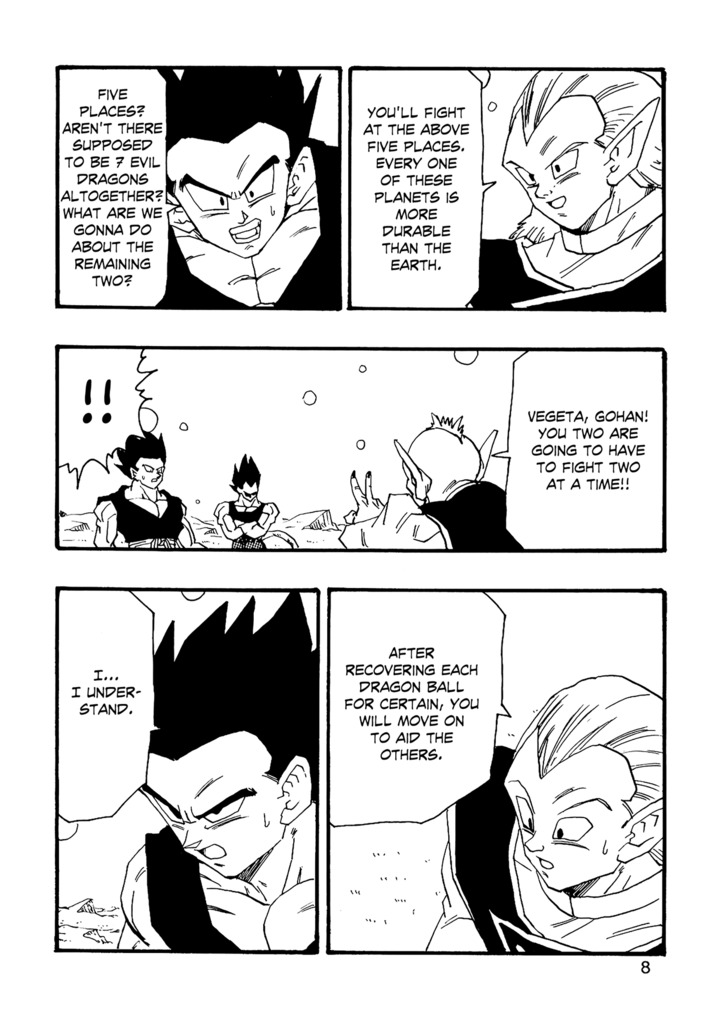 YOU'LL FIGHT
AT THE ABOVE
FIVE PLACES.
EVERY ONE
OF THESE
PLANETS IS
MORE
DURABLE
THAN THE
EARTH.
FIVE
PLACES?
AREN'T THERE
SUPPOSED
TO BE 7 EVIL
DRAGONS
ALTOGETHER?
WHAT ARE WE
GONNA DO
ABOUT THE
REMAINING
TWO?
VEGETA, GOHAN!
YOU TWO ARE
GOING TO HAVE
TO FIGHT TWO
AT A TIME!!
!!
AFTER
RECOVERING EACH
DRAGON BALL
FOR CERTAIN, YOU
WILL MOVE ON
TO AID THE
OTHERS.
I...
I UNDER-
STAND.
8